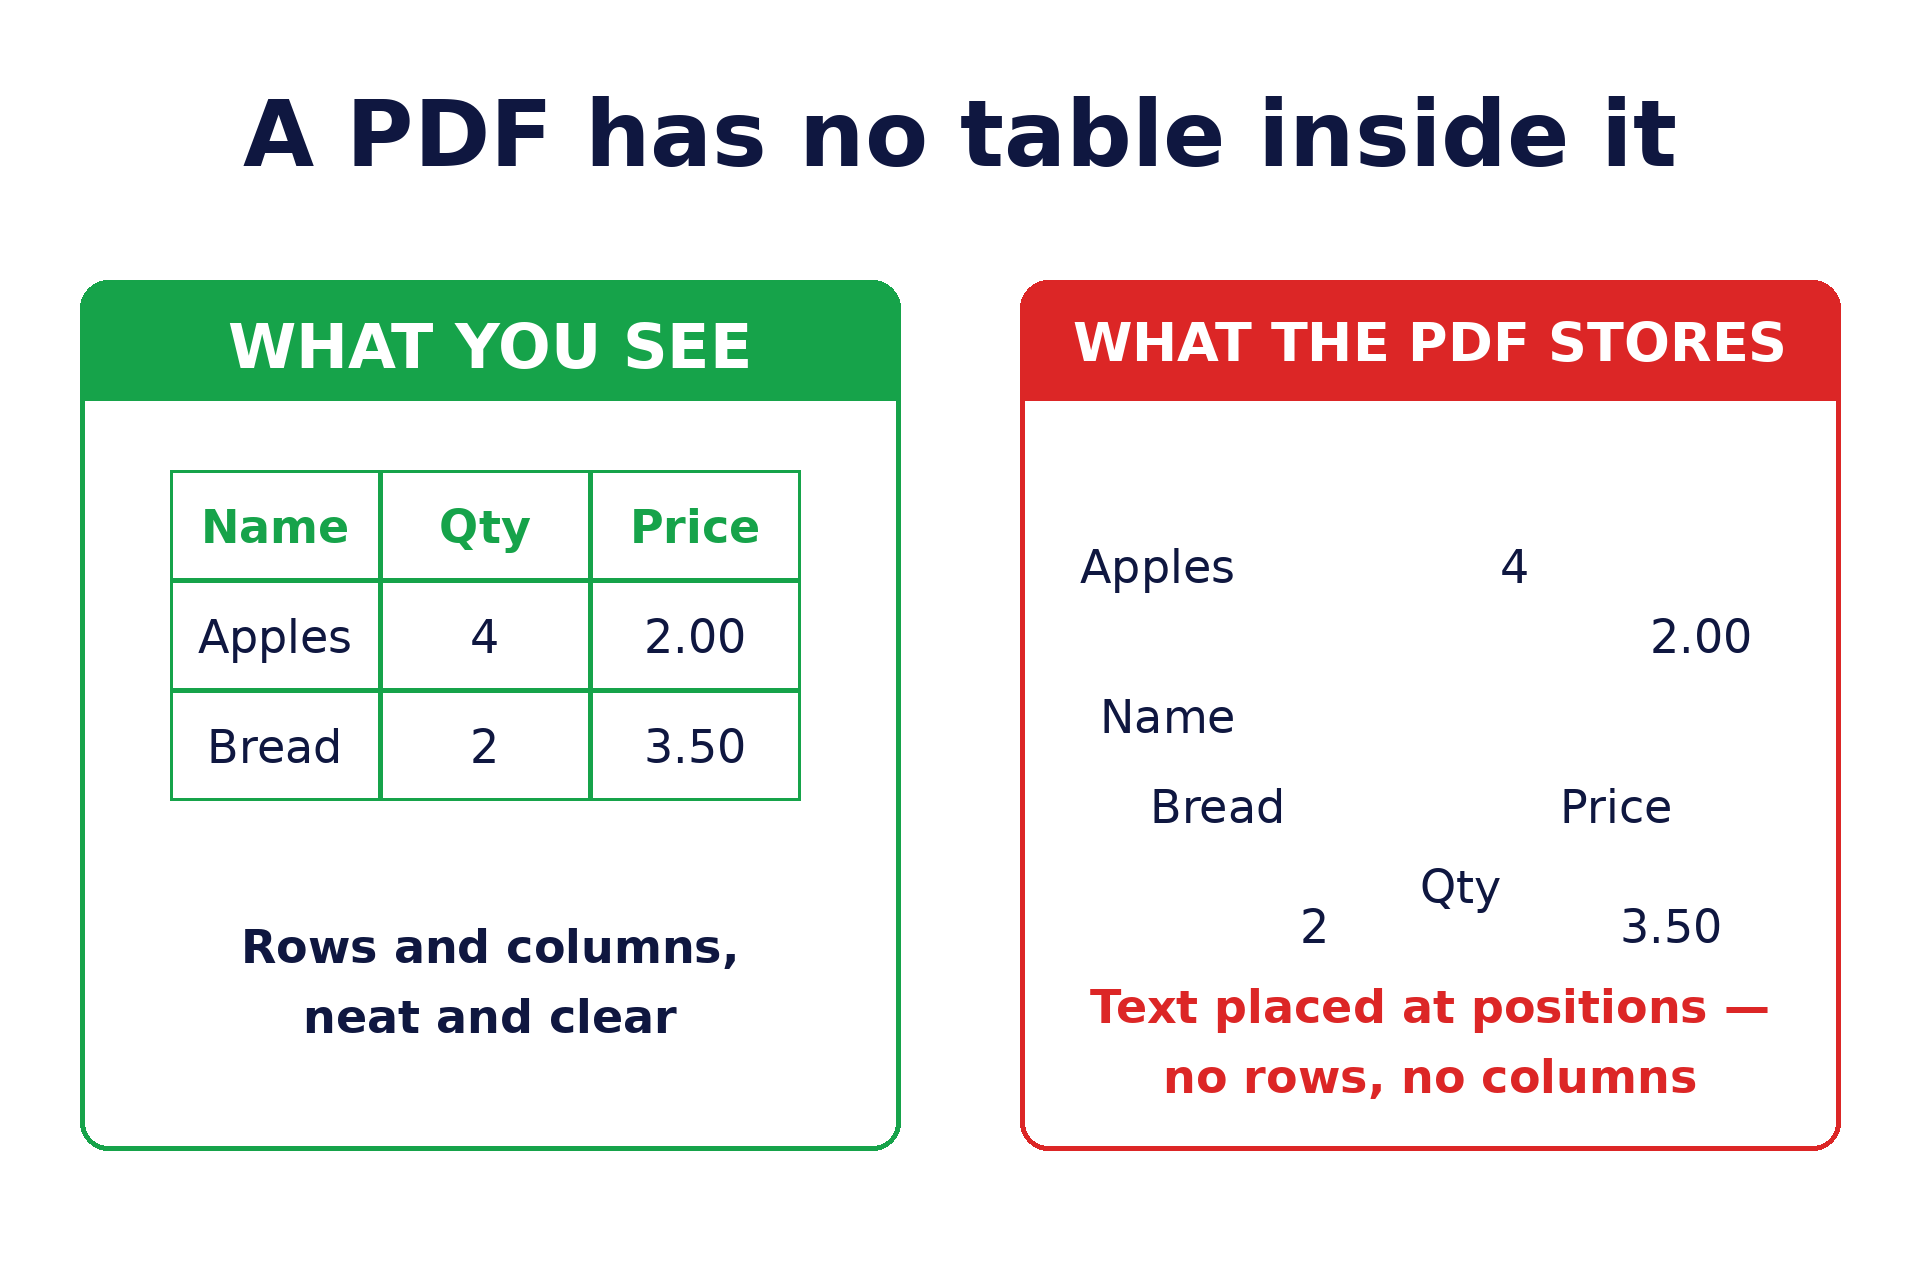 A PDF has no table inside it
WHAT YOU SEE
Name Qty Price
Apples 4 2.00
Bread 2 3.50
Rows and columns,
neat and clear
WHAT THE PDF STORES
Apples 4
2.00
Name
Bread Price
Qty
2 3.50
Text placed at positions —
no rows, no columns